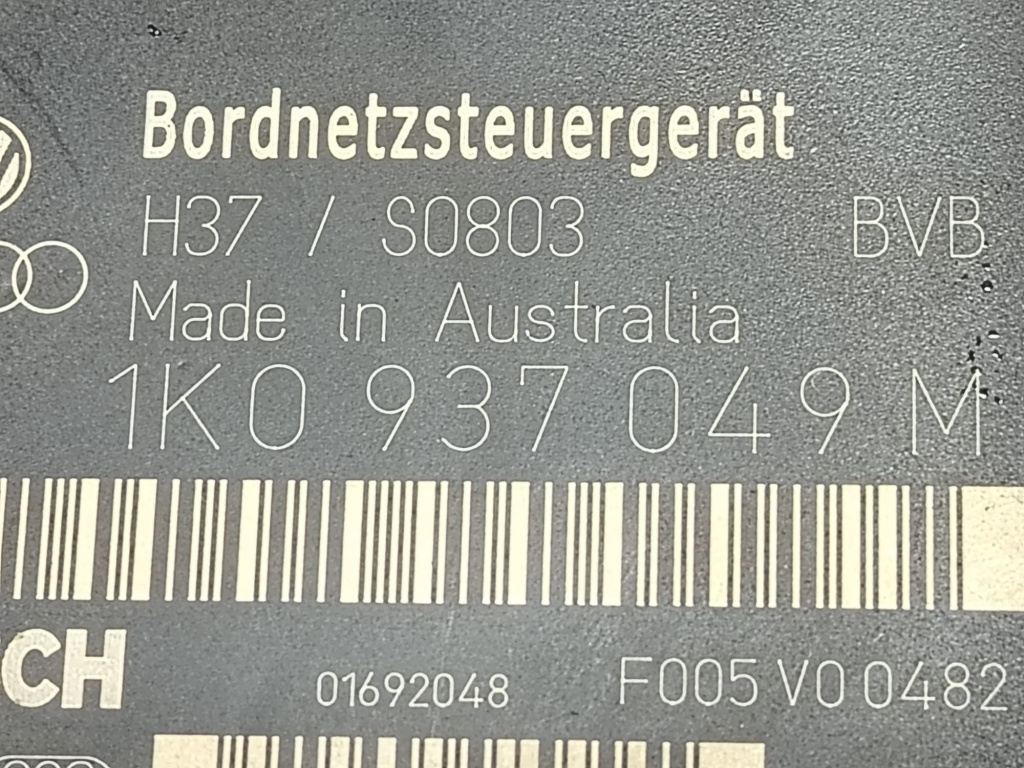 Bordnetzsteuergerät
H37 / S0803 BVB
Made in Australia
1K0 937 049 M
CH
01692048 F005 V0 0482